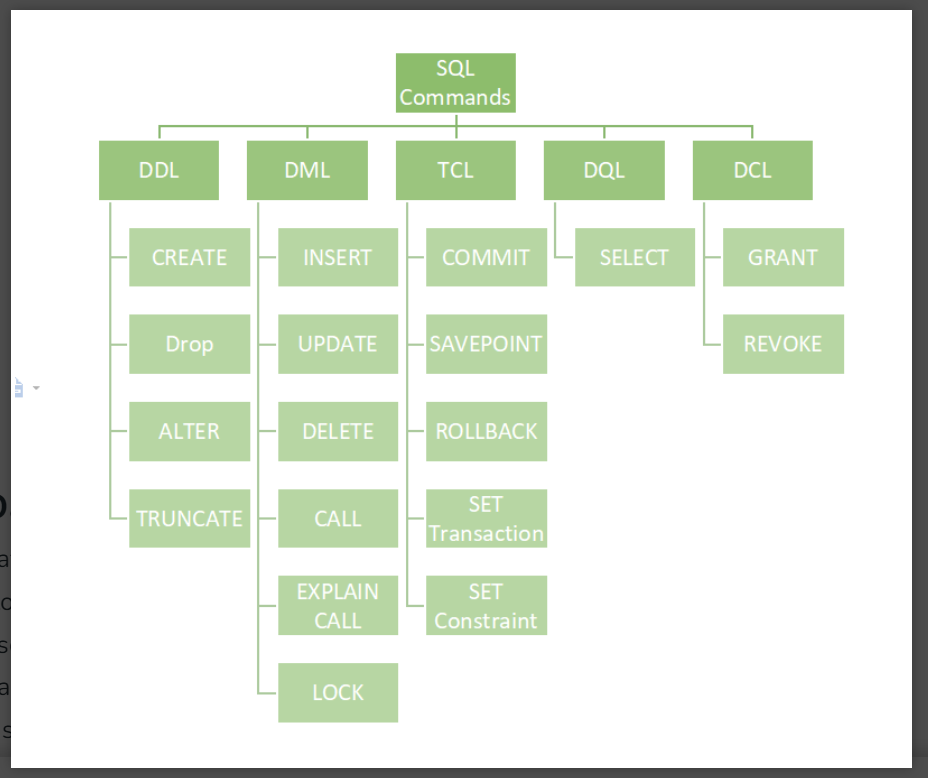 SQL
Commands
DDL
DML
TCL
DQL
DCL
CREATE
INSERT
COMMIT
SELECT
GRANT
Drop
UPDATE
SAVEPOINT
REVOKE
ALTER
DELETE
ROLLBACK
TRUNCATE
CALL
SET
Transaction
EXPLAIN
CALL
SET
Constraint
LOCK